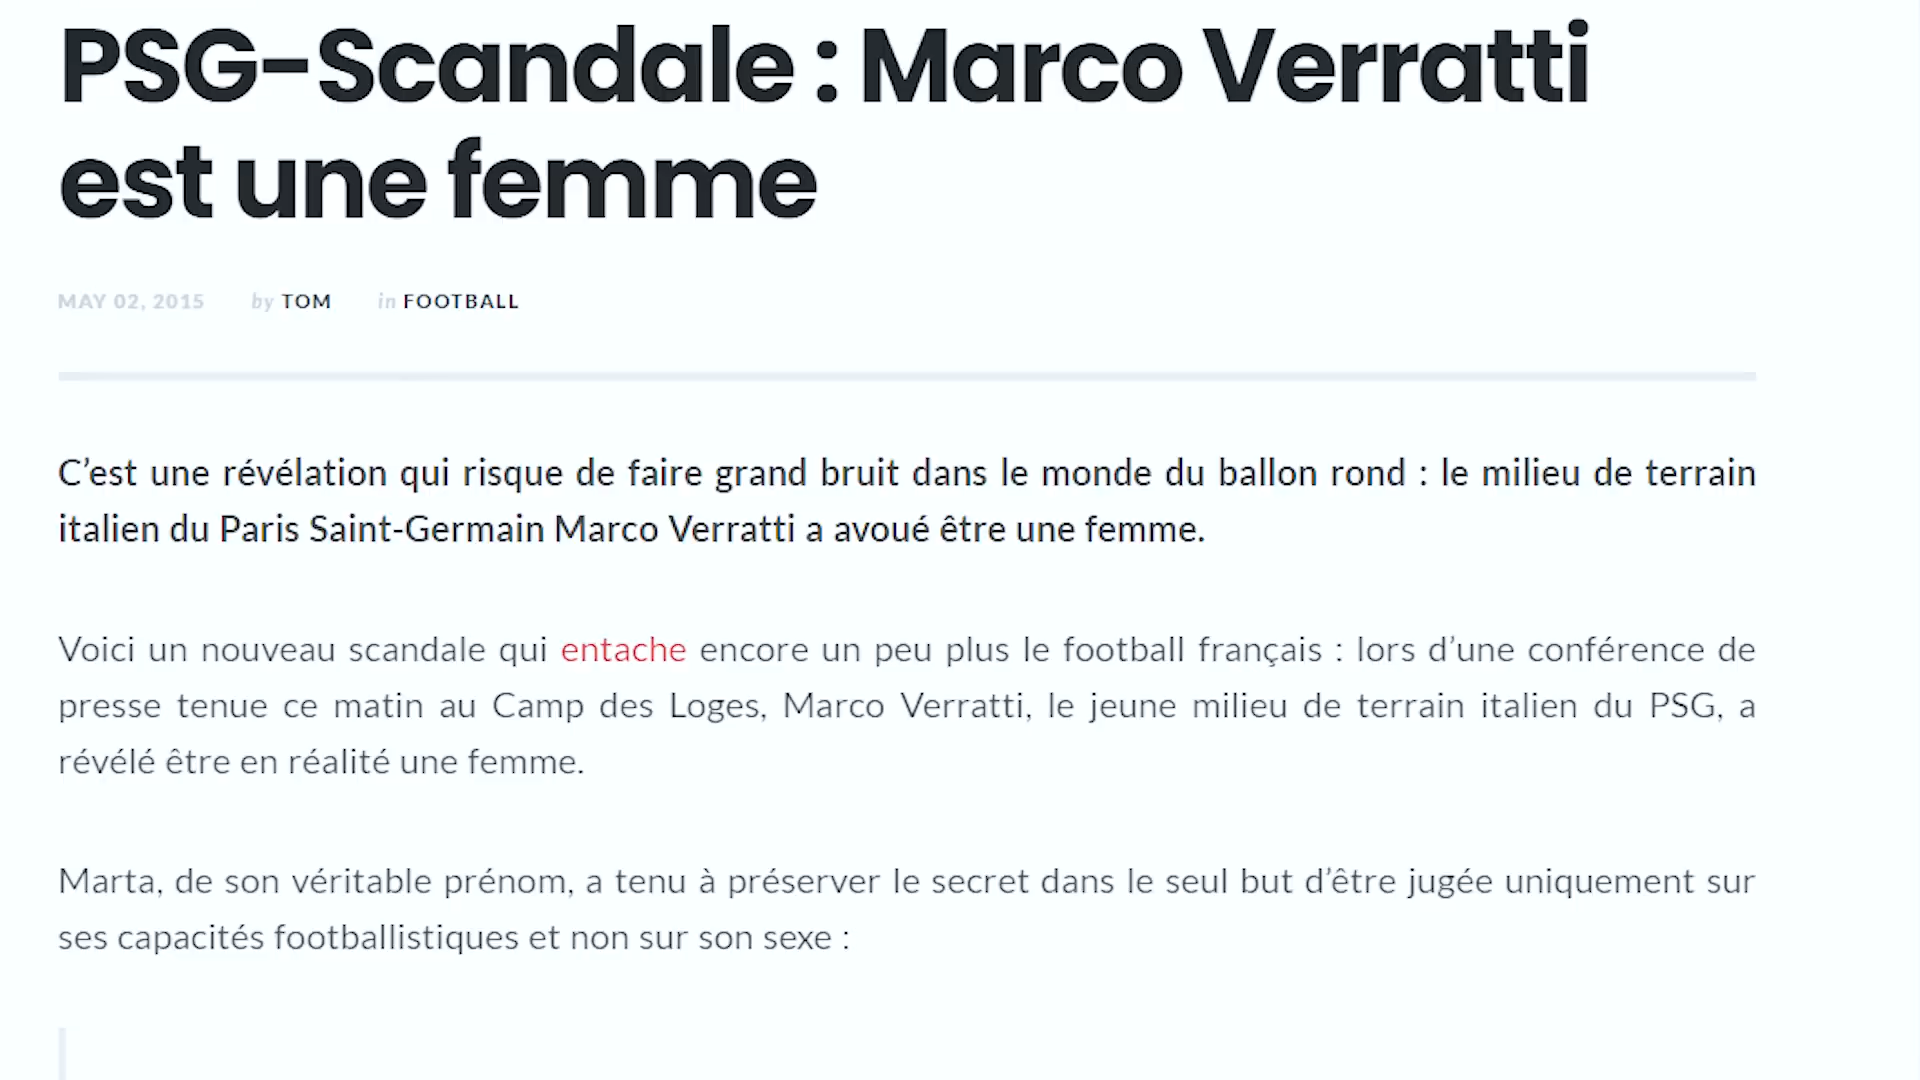 PSG-Scandale : Marco Verratti
est une femme
MAY 02, 2015 by TOM in FOOTBALL
C’est une révélation qui risque de faire grand bruit dans le monde du ballon rond : le milieu de terrain
italien du Paris Saint-Germain Marco Verratti a avoué être une femme.
Voici un nouveau scandale qui entache encore un peu plus le football français : lors d’une conférence de
presse tenue ce matin au Camp des Loges, Marco Verratti, le jeune milieu de terrain italien du PSG, a
révélé être en réalité une femme.
Marta, de son véritable prénom, a tenu à préserver le secret dans le seul but d’être jugée uniquement sur
ses capacités footballistiques et non sur son sexe :